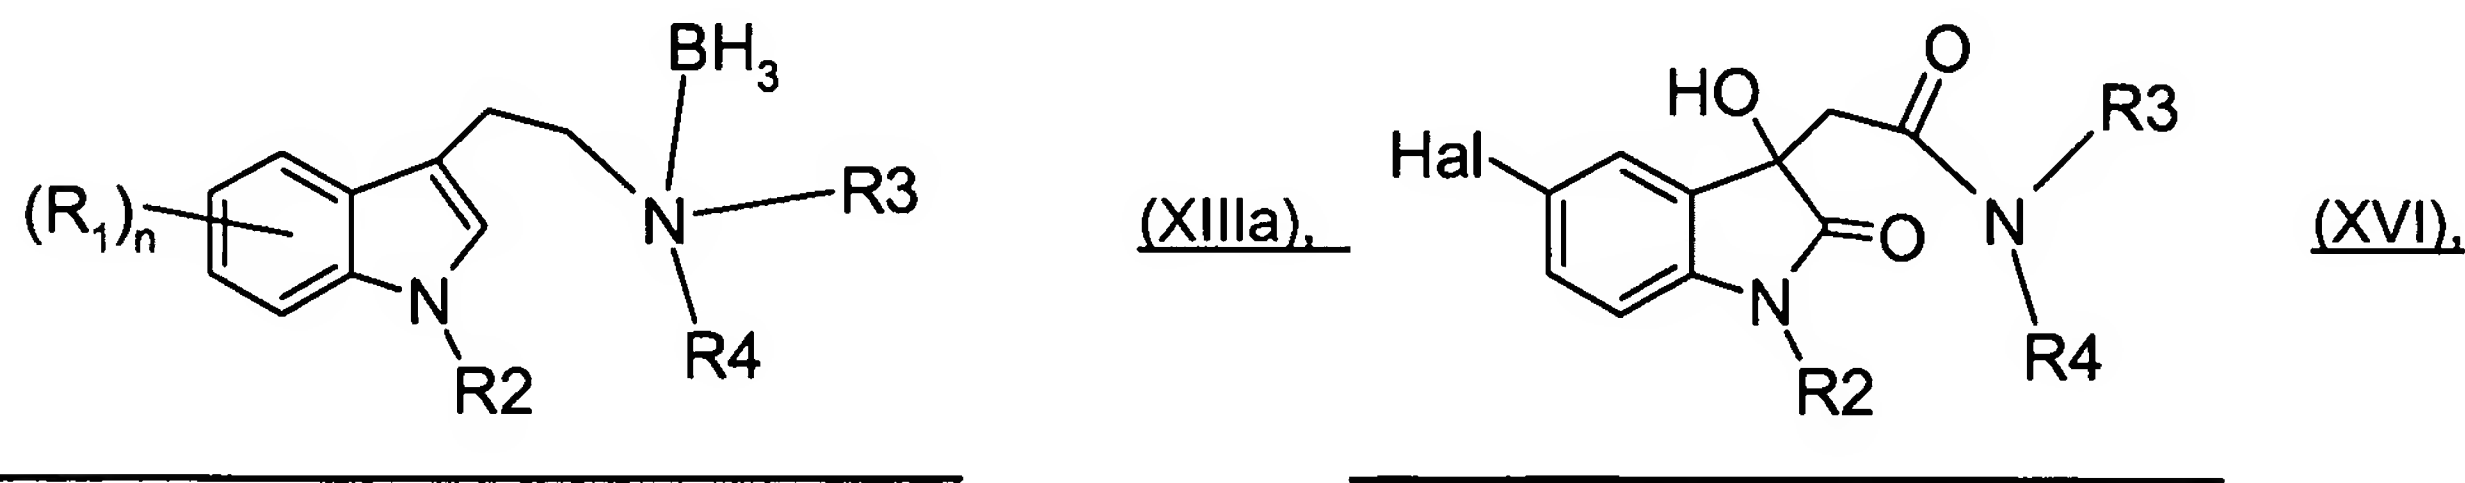 BH3
(R1)n
N
R3
R4
N
R2
(XIIIa),
O
HO
Hal
R3
N
O
N
R4
R2
(XVI),